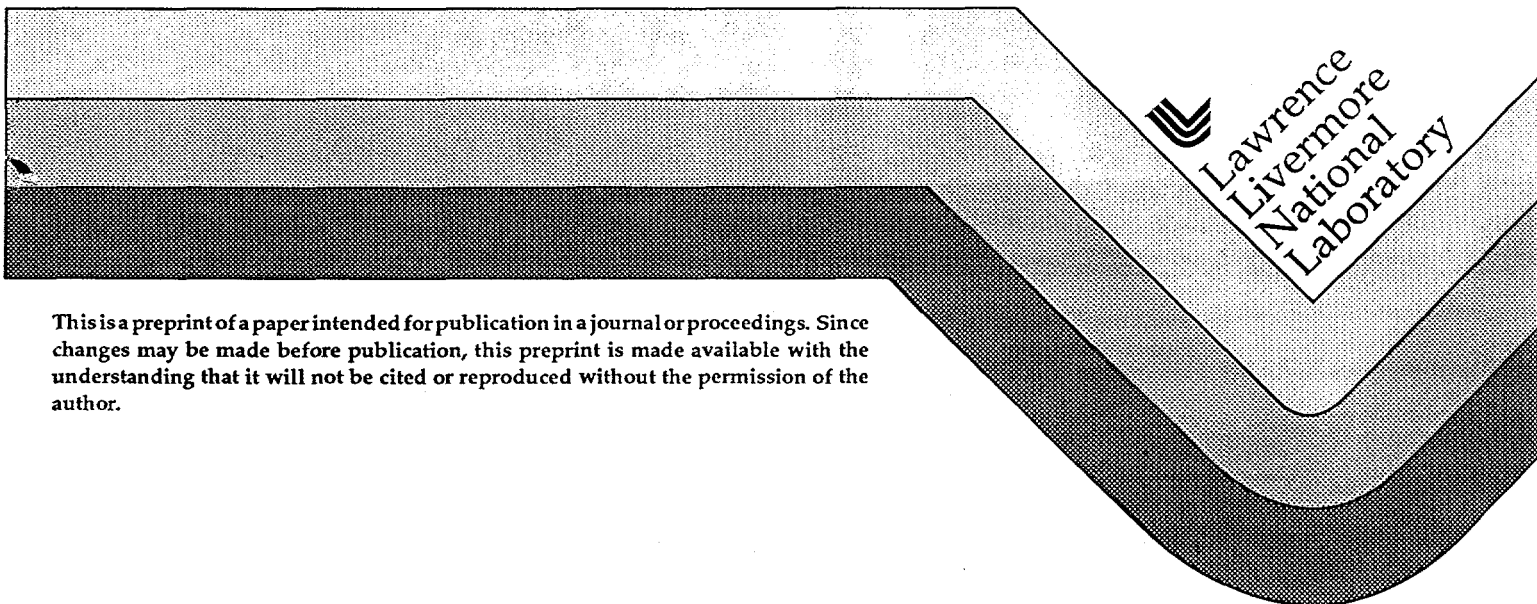 Lawrence
Livermore
National
Laboratory
This is a preprint of a paper intended for publication in a journal or proceedings. Since
changes may be made before publication, this preprint is made available with the
understanding that it will not be cited or reproduced without the permission of the
author.